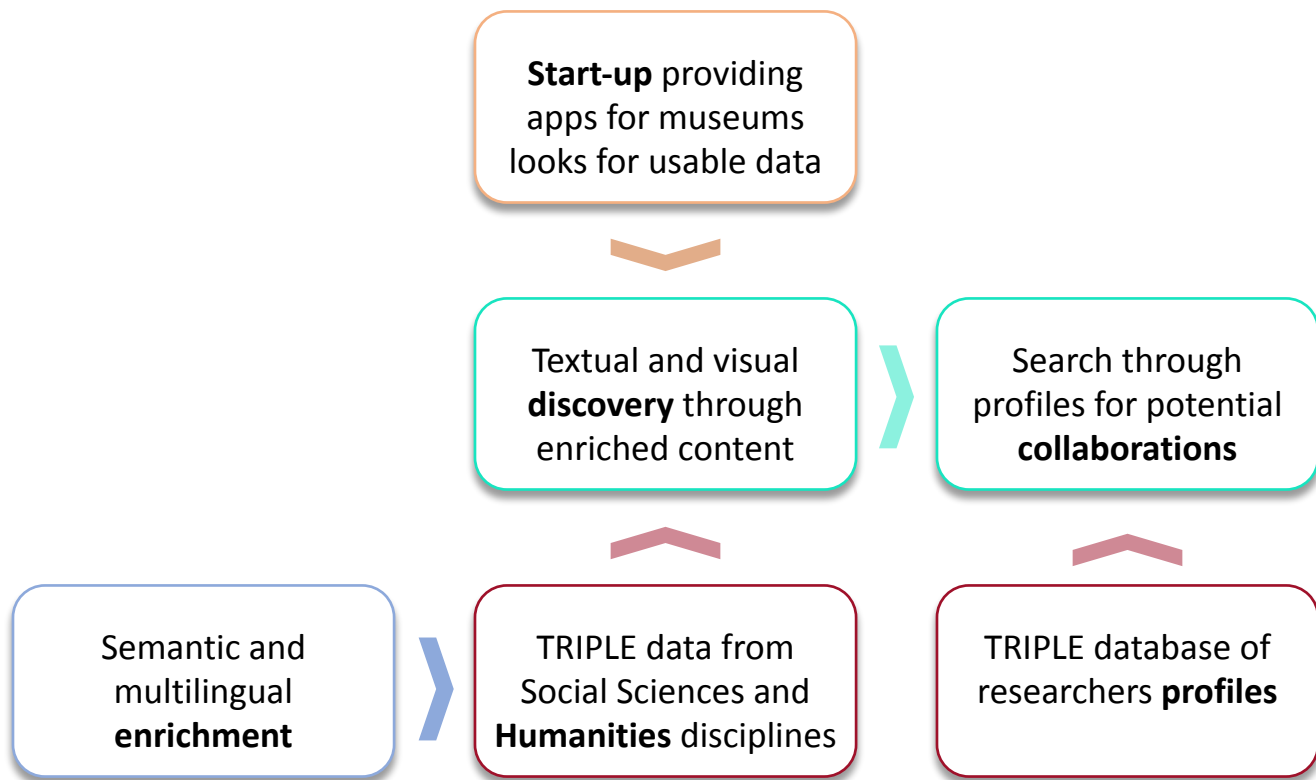 Start-up providing
apps for museums
looks for usable data
Textual and visual
discovery through
enriched content
Search through
profiles for potential
collaborations
Semantic and
multilingual
enrichment
TRIPLE data from
Social Sciences and
Humanities disciplines
TRIPLE database of
researchers profiles